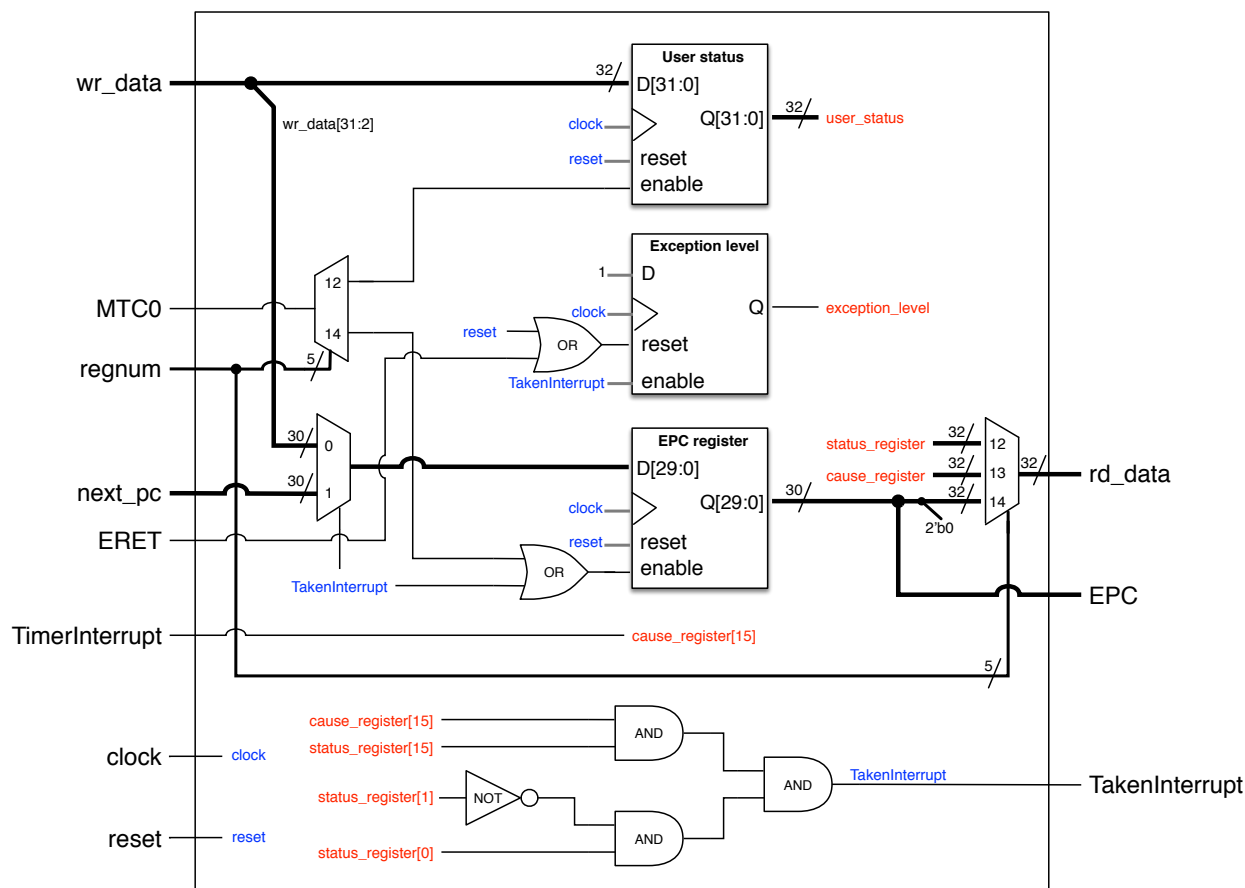 User status
wr_data
32
D[31:0]
wr_data[31:2]
clock
Q[31:0]
32
user_status
reset
reset
enable
Exception level
12
1
D
MTC0
clock
Q
exception_level
14
reset
OR
reset
regnum
5
TakenInterrupt
enable
EPC register
30
0
D[29:0]
status_register
32
12
cause_register
32
13
32
rd_data
next_pc
30
1
clock
Q[29:0]
30
32
14
2'b0
ERET
reset
reset
OR
enable
TakenInterrupt
EPC
TimerInterrupt
cause_register[15]
5
cause_register[15]
AND
status_register[15]
clock
clock
TakenInterrupt
TakenInterrupt
AND
status_register[1]
NOT
reset
reset
AND
status_register[0]